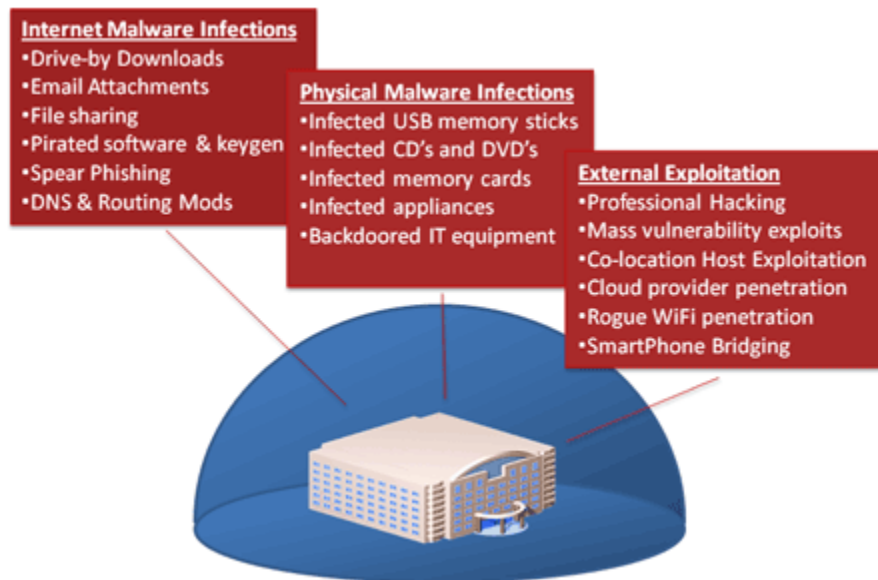 Internet Malware Infections
•Drive-by Downloads
•Email Attachments
•File sharing
•Pirated software & keygen
•Spear Phishing
•DNS & Routing Mods
Physical Malware Infections
•Infected USB memory sticks
•Infected CD's and DVD's
•Infected memory cards
•Infected appliances
•Backdoored IT equipment
External Exploitation
•Professional Hacking
•Mass vulnerability exploits
•Co-location Host Exploitation
•Cloud provider penetration
•Rogue WiFi penetration
•SmartPhone Bridging